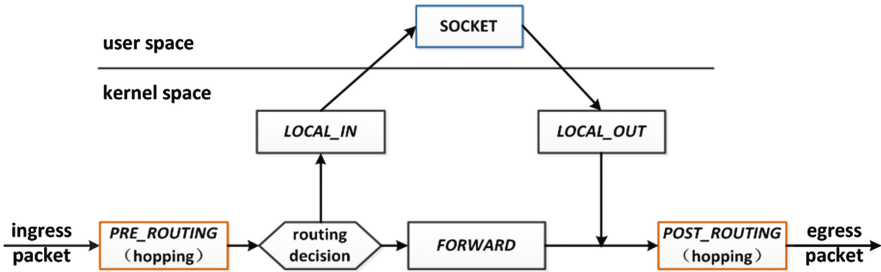 SOCKET
user space
kernel space
LOCAL_IN
LOCAL_OUT
ingress
packet
PRE_ROUTING
（hopping）
routing
decision
FORWARD
POST_ROUTING
（hopping）
egress
packet